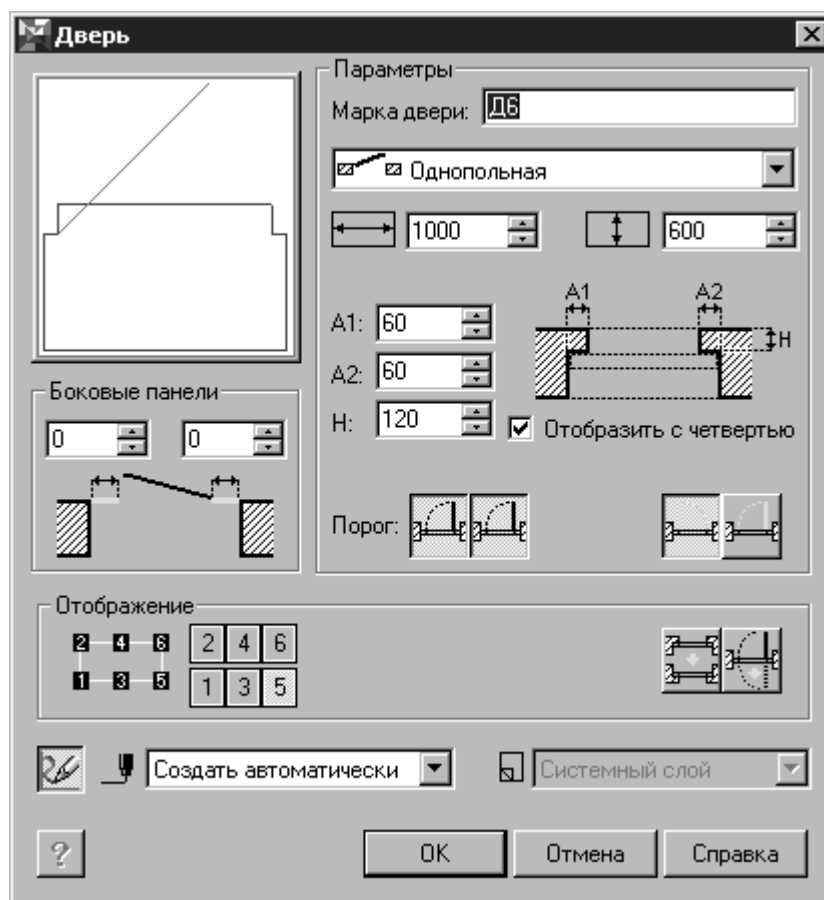 Дверь
Параметры
Марка двери: Д6
Однопольная
1000 600
A1: 60
A2: 60
H: 120
A1 A2
H
Отобразить с четвертью
Боковые панели
0 0
Порог:
Отображение
2 4 6 2 4 6
1 3 5 1 3 5
Создать автоматически Системный слой
? OK Отмена Справка